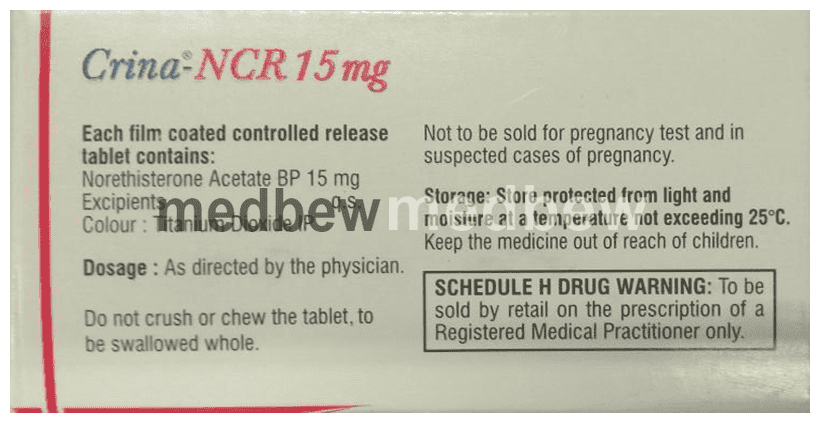 Crina®-NCR 15 mg
Each film coated controlled release
tablet contains:
Norethisterone Acetate BP 15 mg
Excipients q.s.
Colour : Titanium Dioxide IP
Dosage : As directed by the physician.
Do not crush or chew the tablet, to
be swallowed whole.
Not to be sold for pregnancy test and in
suspected cases of pregnancy.
Storage: Store protected from light and
moisture at a temperature not exceeding 25°C.
Keep the medicine out of reach of children.
SCHEDULE H DRUG WARNING: To be
sold by retail on the prescription of a
Registered Medical Practitioner only.
medbew medbew